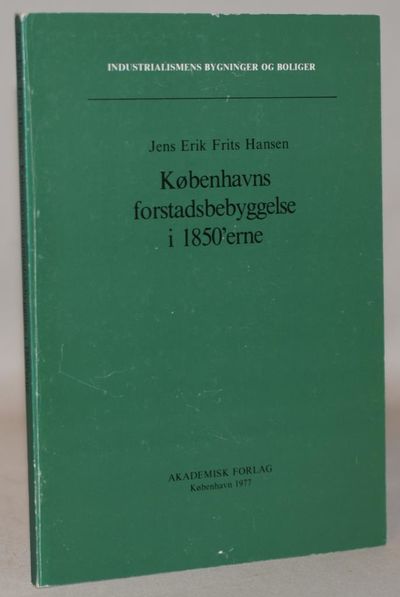 INDUSTRIALISMENS BYGNINGER OG BOLIGER
Jens Erik Frits Hansen
Københavns
forstadsbebyggelse
i 1850'erne
AKADEMISK FORLAG
København 1977